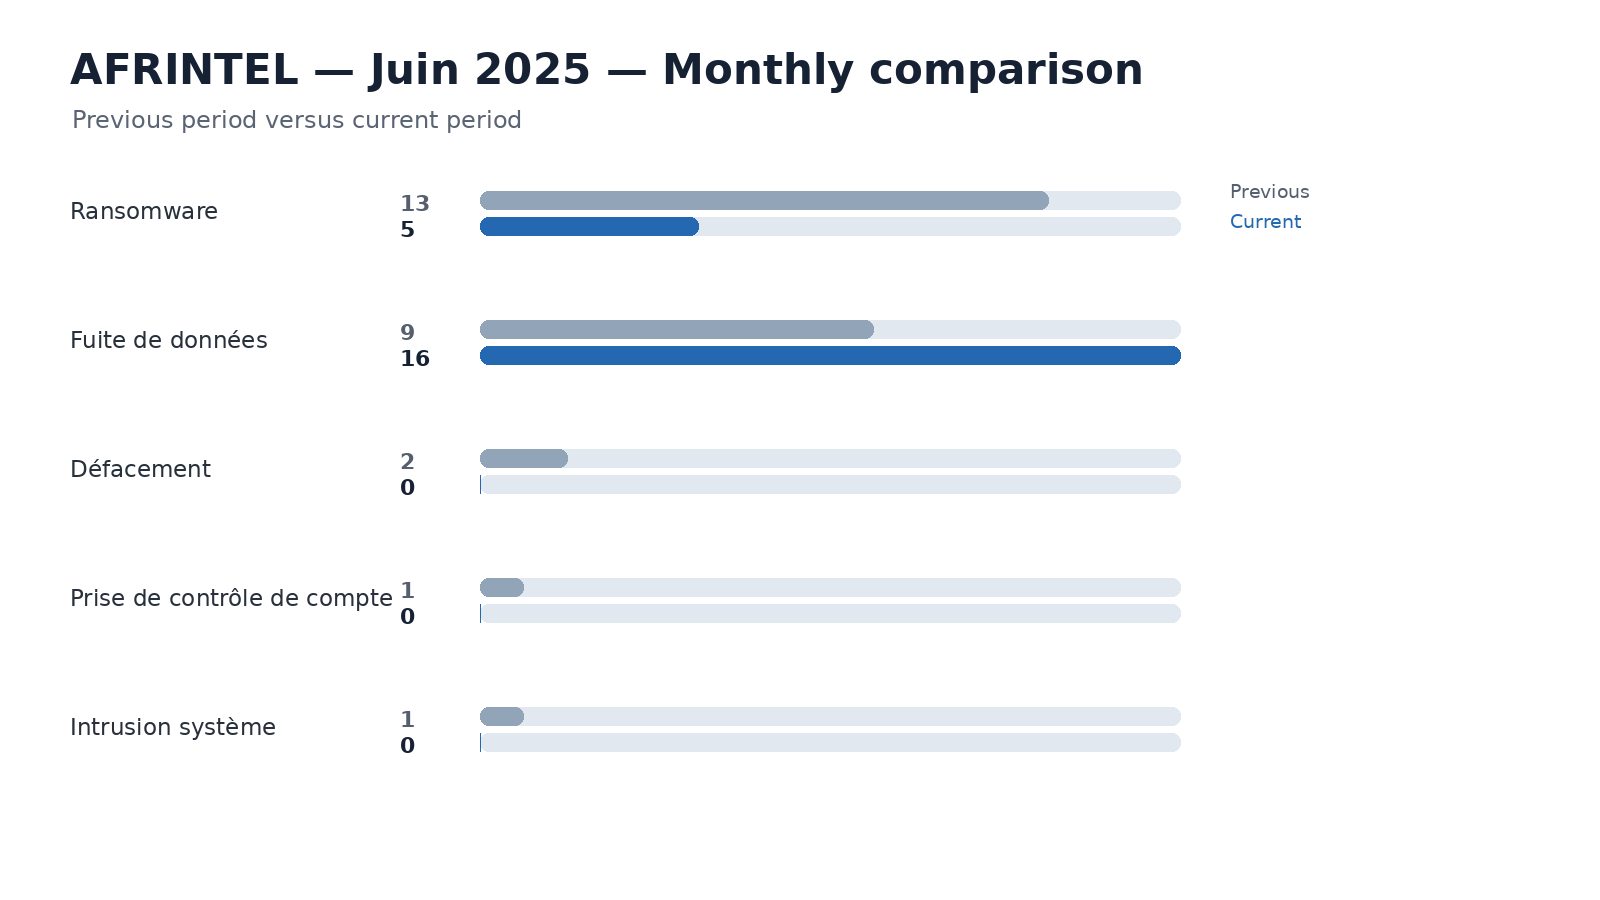 AFRINTEL — Juin 2025 — Monthly comparison
Previous period versus current period
Ransomware
13
5
Previous
Current
Fuite de données
9
16
Défacement
2
0
Prise de contrôle de compte
1
0
Intrusion système
1
0